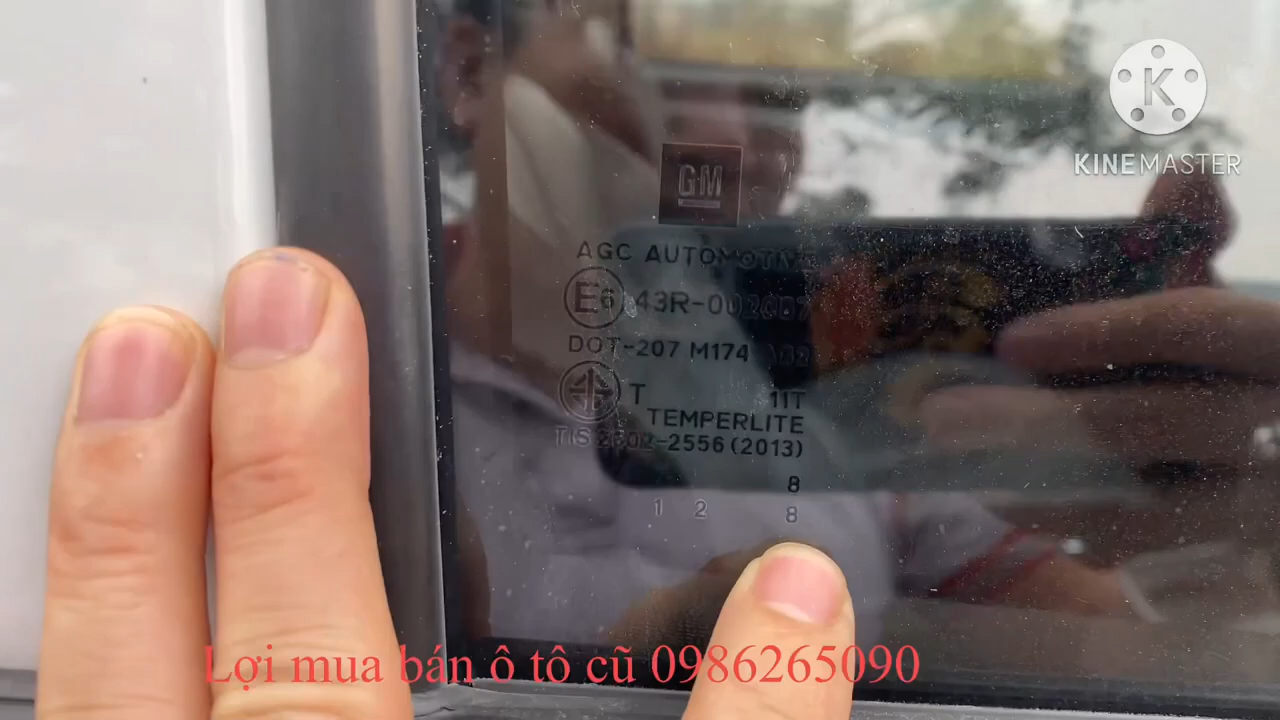 K
KINEMASTER
GM
AGC AUTOMOTIVE
E6 43R-002687
DOT-207 M174
T 11T
TEMPERLITE
TIS 2602-2556 (2013)
8
1 2 8
Lợi mua bán ô tô cũ 0986265090